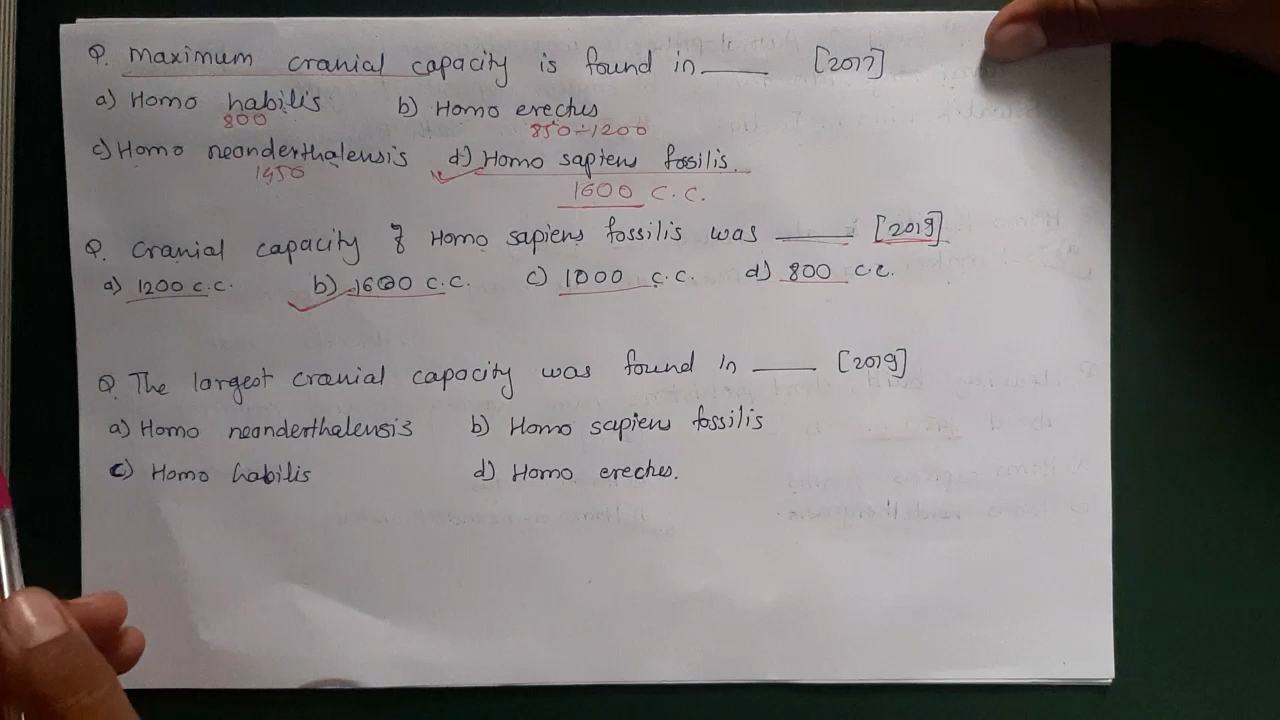 Q. Maximum cranial capacity is found in ____ [2017]
a) Homo habilis b) Homo erectus
800 850-1200
c) Homo neanderthalensis d) Homo sapiens fossilis.
1450
1600 C.C.
Q. Cranial capacity of Homo sapiens fossilis was ____ [2019]
a) 1200 c.c. b) 1600 c.c. c) 1000 c.c. d) 800 c.c.
Q. The largest cranial capacity was found in ____ [2019]
a) Homo neanderthalensis b) Homo sapiens fossilis
c) Homo habilis d) Homo erectus.